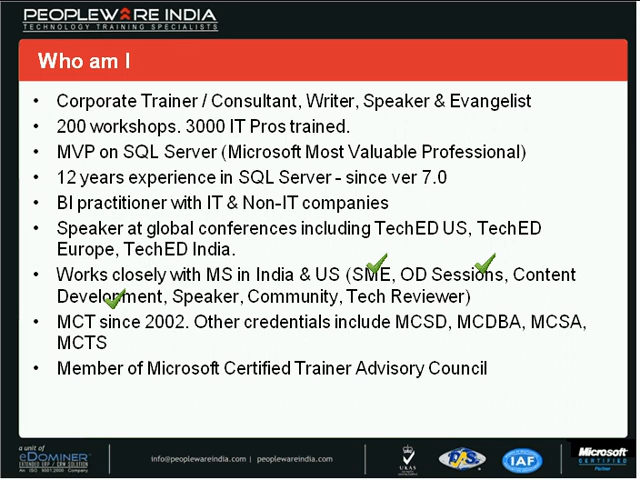 PEOPLEWARE INDIA
TECHNOLOGY TRAINING SPECIALISTS
Who am I
• Corporate Trainer / Consultant, Writer, Speaker & Evangelist
• 200 workshops. 3000 IT Pros trained.
• MVP on SQL Server (Microsoft Most Valuable Professional)
• 12 years experience in SQL Server - since ver 7.0
• BI practitioner with IT & Non-IT companies
• Speaker at global conferences including TechED US, TechED
Europe, TechED India.
• Works closely with MS in India & US (SME, OD Sessions, Content
Development, Speaker, Community, Tech Reviewer)
• MCT since 2002. Other credentials include MCSD, MCDBA, MCSA,
MCTS
• Member of Microsoft Certified Trainer Advisory Council
a unit of
eDOMINER
EXTENDED ERP / CRM SOLUTION
An ISO 9001:2000 Company
info@peoplewareindia.com | peoplewareindia.com
UKAS
IAF
Microsoft
CERTIFIED
Partner